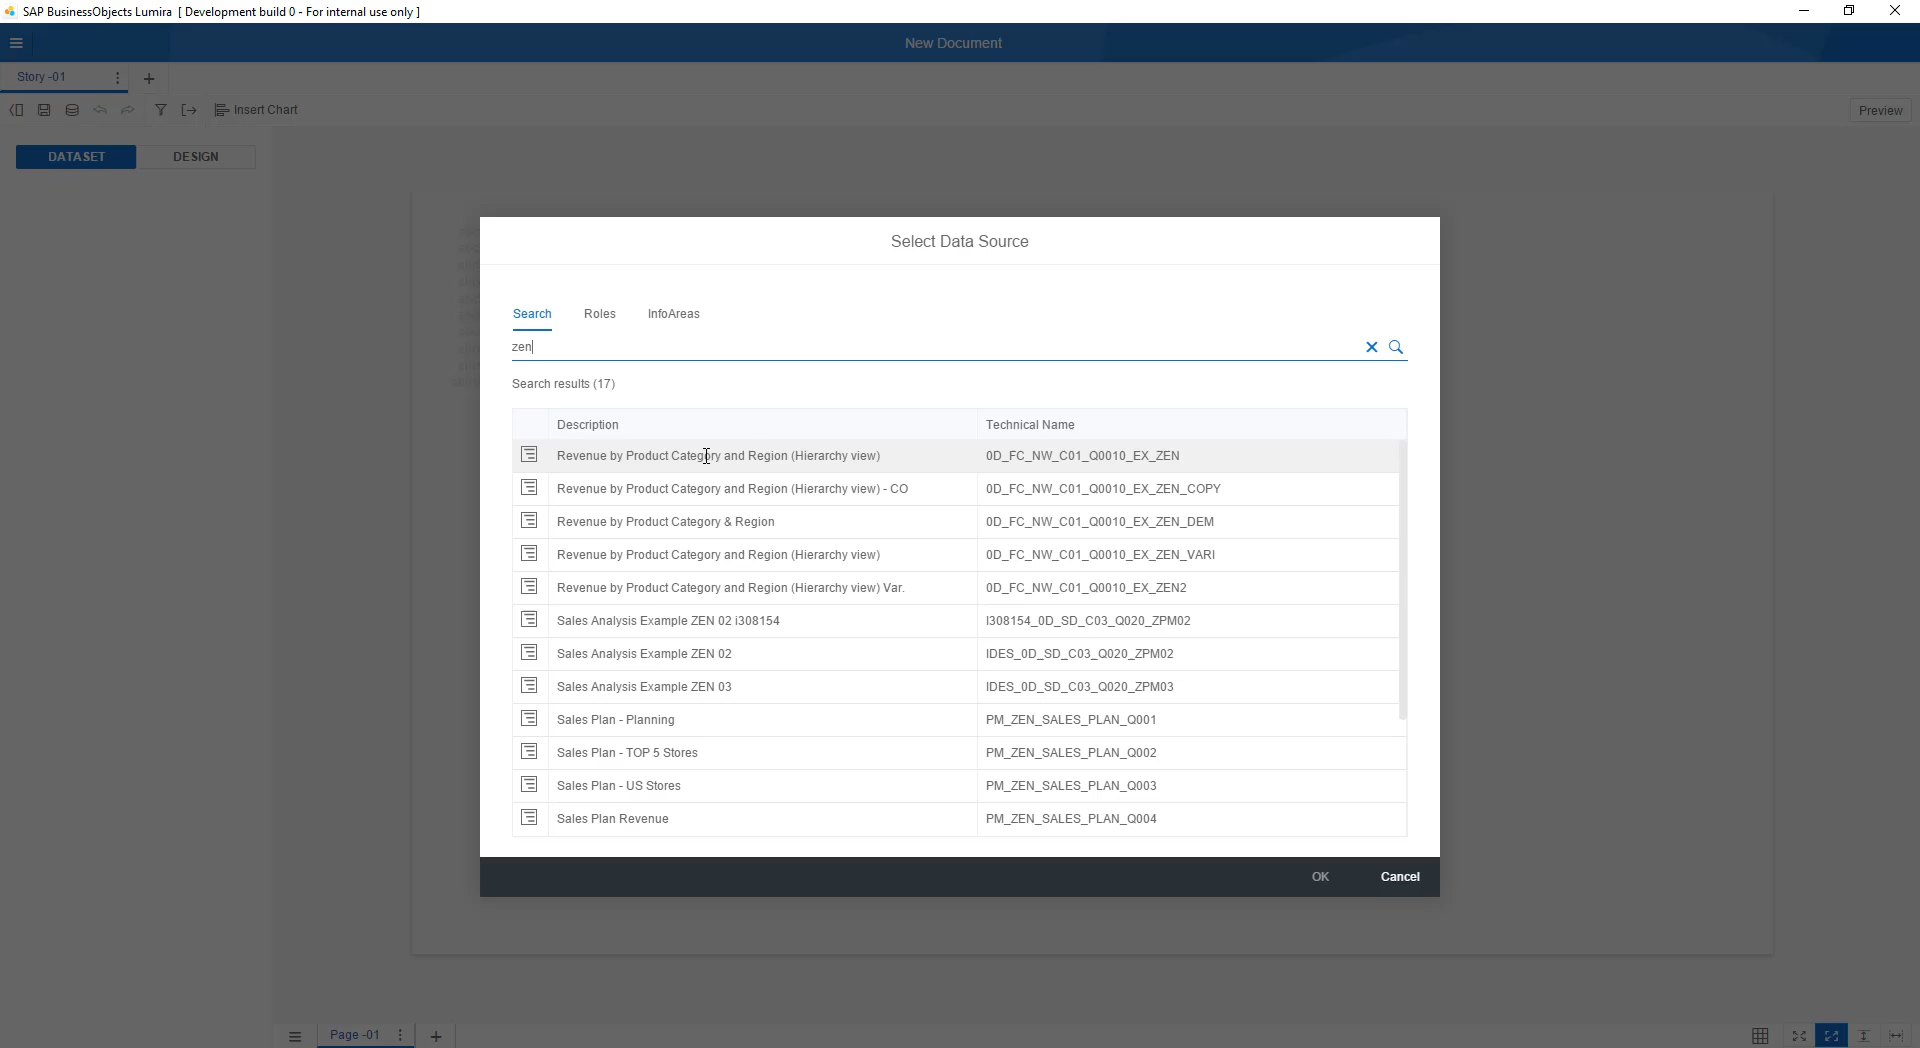 SAP BusinessObjects Lumira [ Development build 0 - For internal use only ]
New Document
Story -01
Insert Chart
Preview
DATASET DESIGN
Select Data Source
Search Roles InfoAreas
zen
Search results (17)
Description Technical Name
Revenue by Product Category and Region (Hierarchy view) 0D_FC_NW_C01_Q0010_EX_ZEN
Revenue by Product Category and Region (Hierarchy view) - CO 0D_FC_NW_C01_Q0010_EX_ZEN_COPY
Revenue by Product Category & Region 0D_FC_NW_C01_Q0010_EX_ZEN_DEM
Revenue by Product Category and Region (Hierarchy view) 0D_FC_NW_C01_Q0010_EX_ZEN_VARI
Revenue by Product Category and Region (Hierarchy view) Var. 0D_FC_NW_C01_Q0010_EX_ZEN2
Sales Analysis Example ZEN 02 i308154 I308154_0D_SD_C03_Q020_ZPM02
Sales Analysis Example ZEN 02 IDES_0D_SD_C03_Q020_ZPM02
Sales Analysis Example ZEN 03 IDES_0D_SD_C03_Q020_ZPM03
Sales Plan - Planning PM_ZEN_SALES_PLAN_Q001
Sales Plan - TOP 5 Stores PM_ZEN_SALES_PLAN_Q002
Sales Plan - US Stores PM_ZEN_SALES_PLAN_Q003
Sales Plan Revenue PM_ZEN_SALES_PLAN_Q004
OK Cancel
Page -01